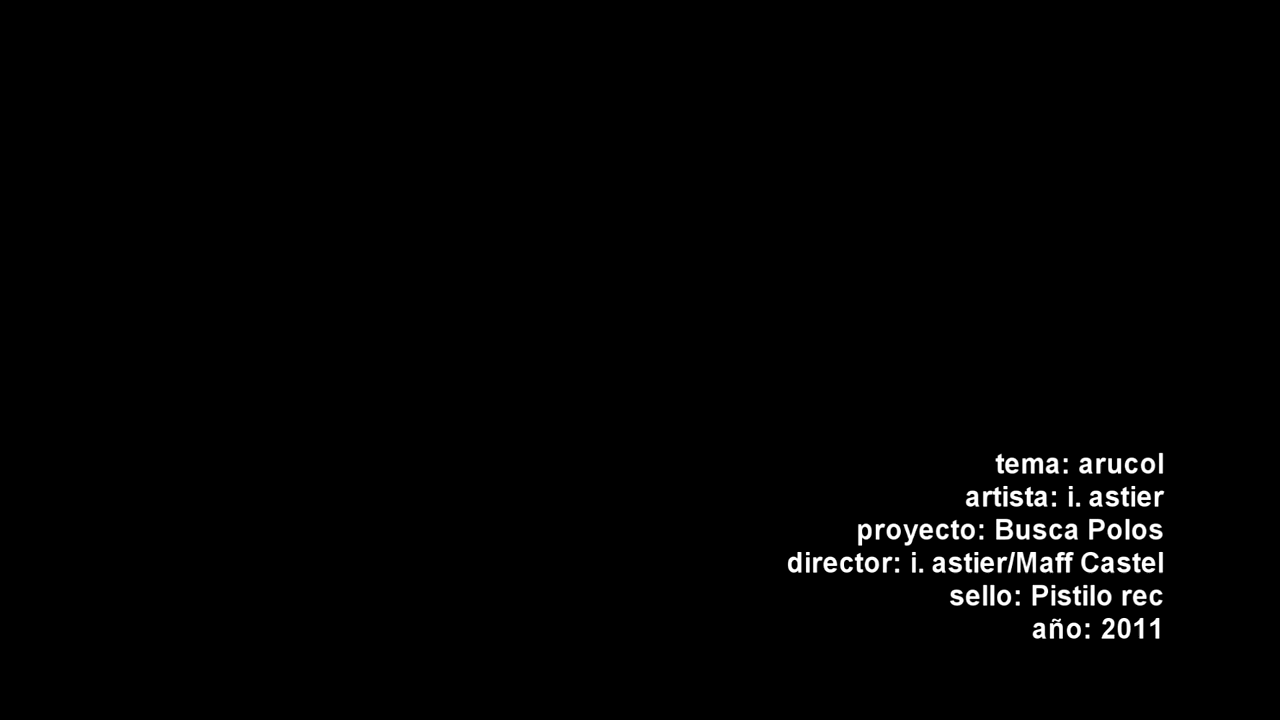 tema: arucol
artista: i. astier
proyecto: Busca Polos
director: i. astier/Maff Castel
sello: Pistilo rec
año: 2011